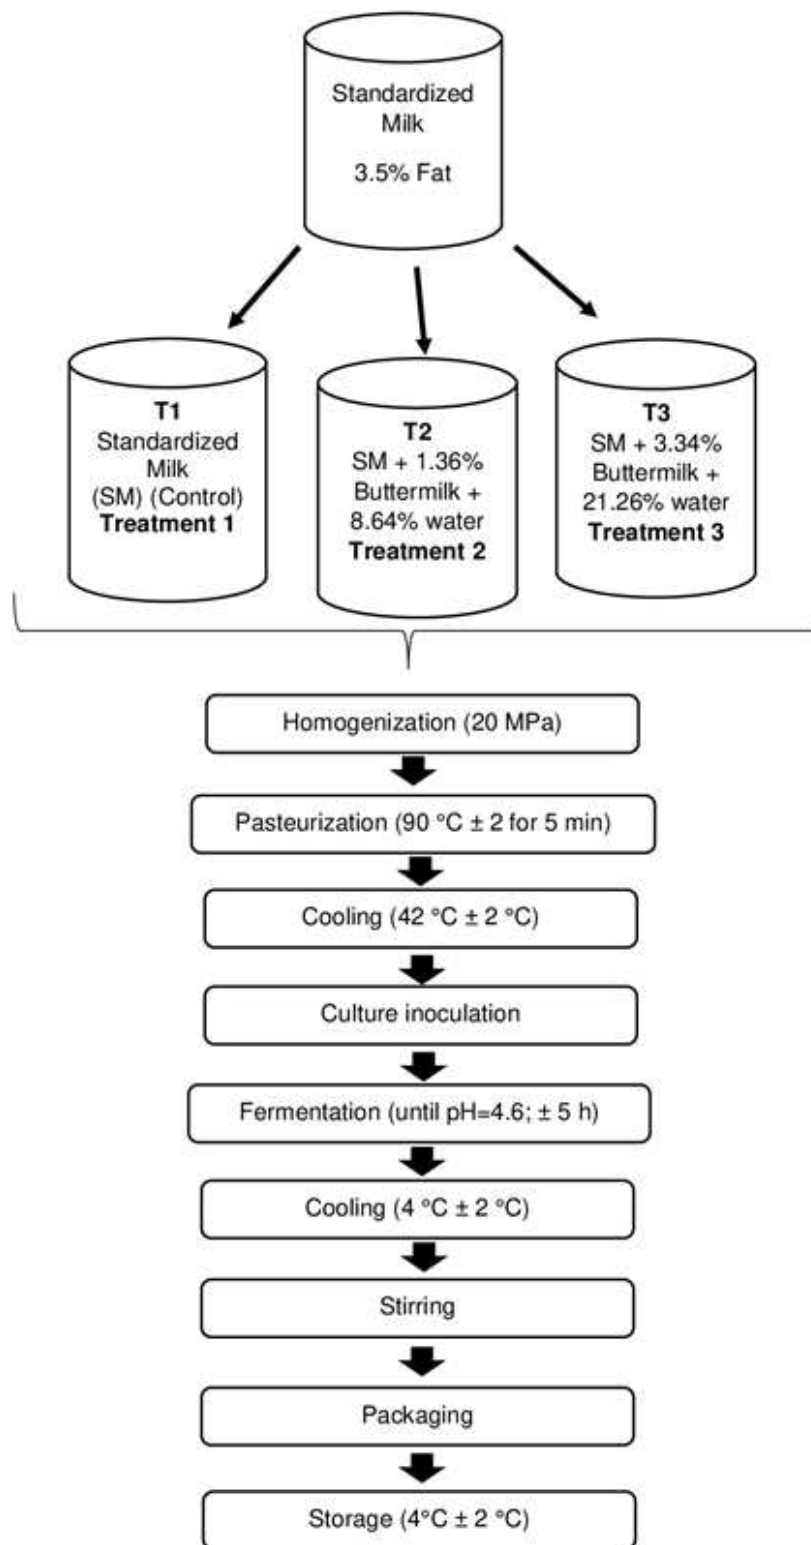 Standardized
Milk
3.5% Fat
T1
Standardized
Milk
(SM) (Control)
Treatment 1
T2
SM + 1.36%
Buttermilk +
8.64% water
Treatment 2
T3
SM + 3.34%
Buttermilk +
21.26% water
Treatment 3
Homogenization (20 MPa)
Pasteurization (90 °C ± 2 for 5 min)
Cooling (42 °C ± 2 °C)
Culture inoculation
Fermentation (until pH=4.6; ± 5 h)
Cooling (4 °C ± 2 °C)
Stirring
Packaging
Storage (4°C ± 2 °C)